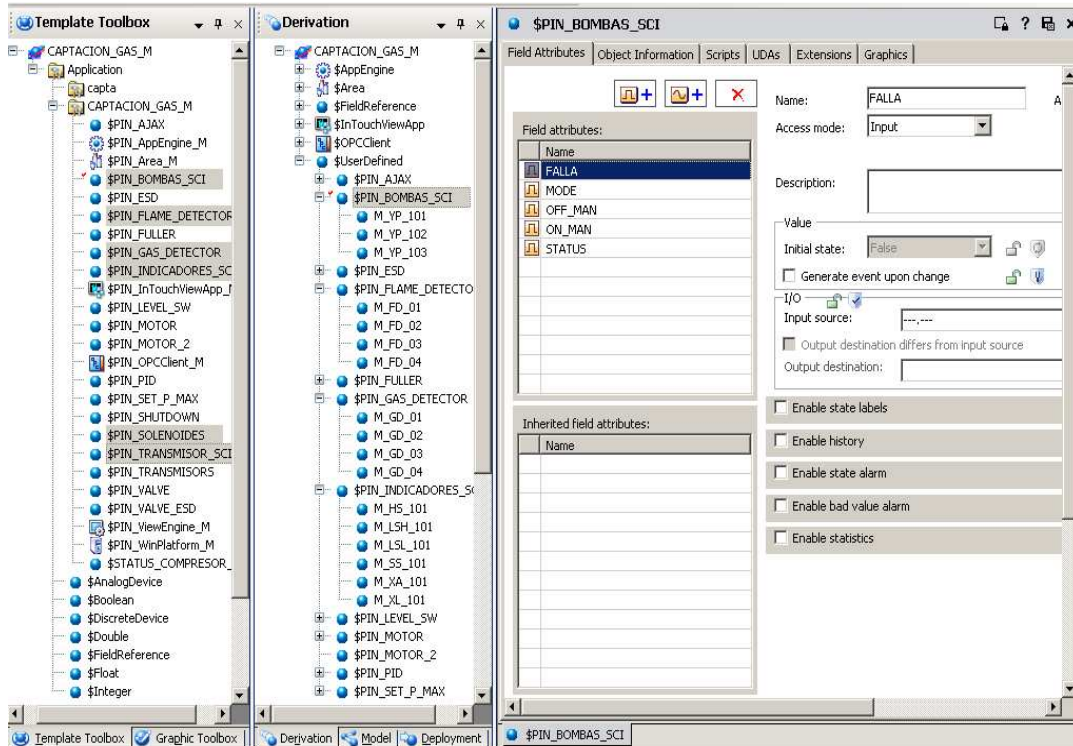 Template Toolbox
CAPTACION_GAS_M
Application
capta
CAPTACION_GAS_M
$PIN_AJAX
$PIN_AppEngine_M
$PIN_Area_M
$PIN_BOMBAS_SCI
$PIN_ESD
$PIN_FLAME_DETECTOR
$PIN_FULLER
$PIN_GAS_DETECTOR
$PIN_INDICADORES_SC
$PIN_InTouchViewApp_
$PIN_LEVEL_SW
$PIN_MOTOR
$PIN_MOTOR_2
$PIN_OPCClient_M
$PIN_PID
$PIN_SET_P_MAX
$PIN_SHUTDOWN
$PIN_SOLENOIDES
$PIN_TRANSMISOR_SCI
$PIN_TRANSMISORS
$PIN_VALVE
$PIN_VALVE_ESD
$PIN_ViewEngine_M
$PIN_WinPlatform_M
$STATUS_COMPRESOR_
$AnalogDevice
$Boolean
$DiscreteDevice
$Double
$FieldReference
$Float
$Integer
Template Toolbox
Graphic Toolbox
Derivation
CAPTACION_GAS_M
$AppEngine
$Area
$FieldReference
$InTouchViewApp
$OPCClient
$UserDefined
$PIN_AJAX
$PIN_BOMBAS_SCI
M_YP_101
M_YP_102
M_YP_103
$PIN_ESD
$PIN_FLAME_DETECTO
M_FD_01
M_FD_02
M_FD_03
M_FD_04
$PIN_FULLER
$PIN_GAS_DETECTOR
M_GD_01
M_GD_02
M_GD_03
M_GD_04
$PIN_INDICADORES_S
M_HS_101
M_LSH_101
M_LSL_101
M_SS_101
M_XA_101
M_XL_101
$PIN_LEVEL_SW
$PIN_MOTOR
$PIN_MOTOR_2
$PIN_PID
$PIN_SET_P_MAX
Derivation
Model
Deployment
$PIN_BOMBAS_SCI
Field Attributes
Object Information
Scripts
UDAs
Extensions
Graphics
Field attributes:
Name
FALLA
MODE
OFF_MAN
ON_MAN
STATUS
Inherited field attributes:
Name
Name:
FALLA
A
Access mode:
Input
Description:
Value
Initial state:
False
Generate event upon change
I/O
Input source:
---.---
Output destination differs from input source
Output destination:
Enable state labels
Enable history
Enable state alarm
Enable bad value alarm
Enable statistics
$PIN_BOMBAS_SCI